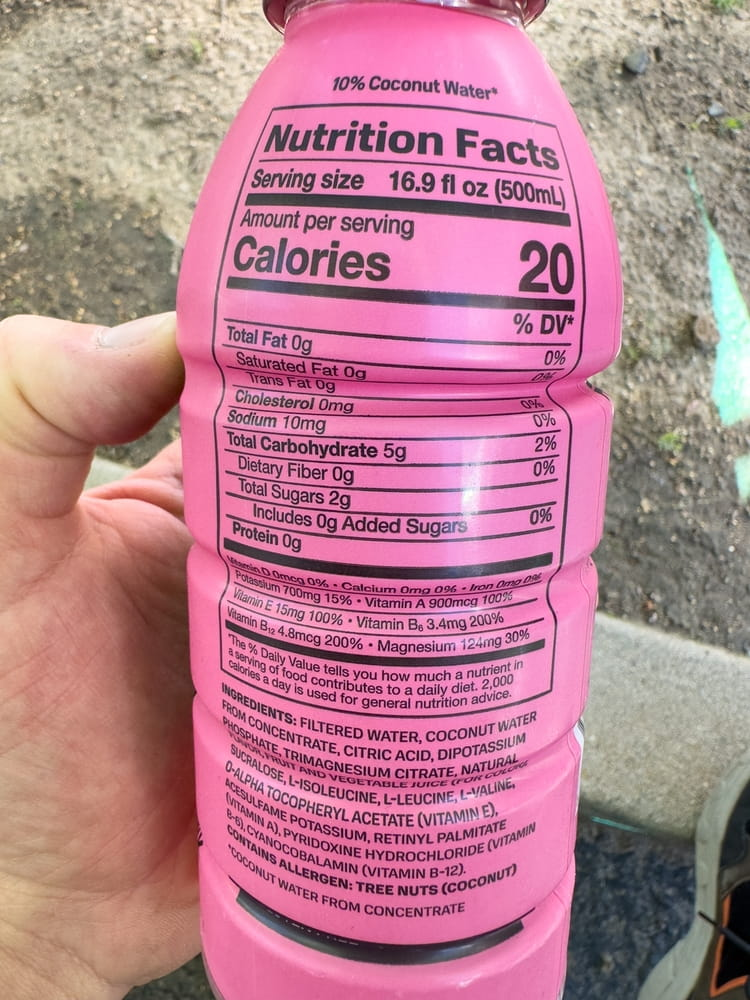 10% Coconut Water*
Nutrition Facts
Serving size 16.9 fl oz (500mL)
Amount per serving
Calories 20
% DV*
Total Fat 0g 0%
Saturated Fat 0g 0%
Trans Fat 0g
Cholesterol 0mg 0%
Sodium 10mg 0%
Total Carbohydrate 5g 2%
Dietary Fiber 0g 0%
Total Sugars 2g
Includes 0g Added Sugars 0%
Protein 0g
Vitamin D 0mcg 0% • Calcium 0mg 0% • Iron 0mg 0%
Potassium 700mg 15% • Vitamin A 900mcg 100%
Vitamin E 15mg 100% • Vitamin B6 3.4mg 200%
Vitamin B12 4.8mcg 200% • Magnesium 124mg 30%
*The % Daily Value tells you how much a nutrient in
a serving of food contributes to a daily diet. 2,000
calories a day is used for general nutrition advice.
INGREDIENTS: FILTERED WATER, COCONUT WATER
FROM CONCENTRATE, CITRIC ACID, DIPOTASSIUM
PHOSPHATE, TRIMAGNESIUM CITRATE, NATURAL
FLAVOR, FRUIT AND VEGETABLE JUICE (FOR COLOR),
SUCRALOSE, L-ISOLEUCINE, L-LEUCINE, L-VALINE,
D-ALPHA TOCOPHERYL ACETATE (VITAMIN E),
ACESULFAME POTASSIUM, RETINYL PALMITATE
(VITAMIN A), PYRIDOXINE HYDROCHLORIDE (VITAMIN
B-6), CYANOCOBALAMIN (VITAMIN B-12).
CONTAINS ALLERGEN: TREE NUTS (COCONUT)
*COCONUT WATER FROM CONCENTRATE